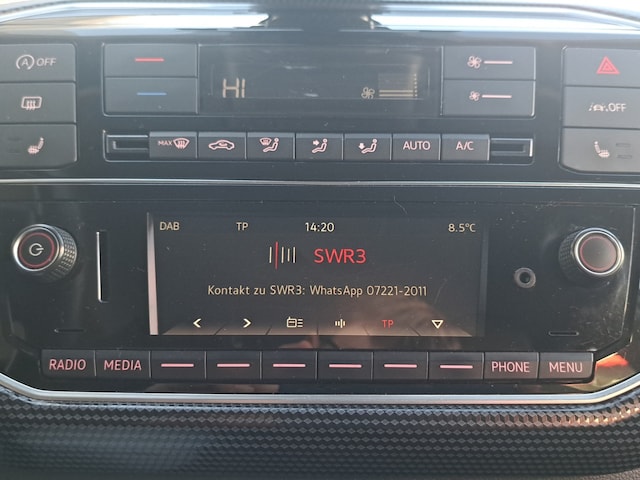 A OFF
HI
OFF
MAX
AUTO
A/C
DAB TP 14:20 8.5°C
SWR3
Kontakt zu SWR3: WhatsApp 07221-2011
TP
RADIO MEDIA PHONE MENU